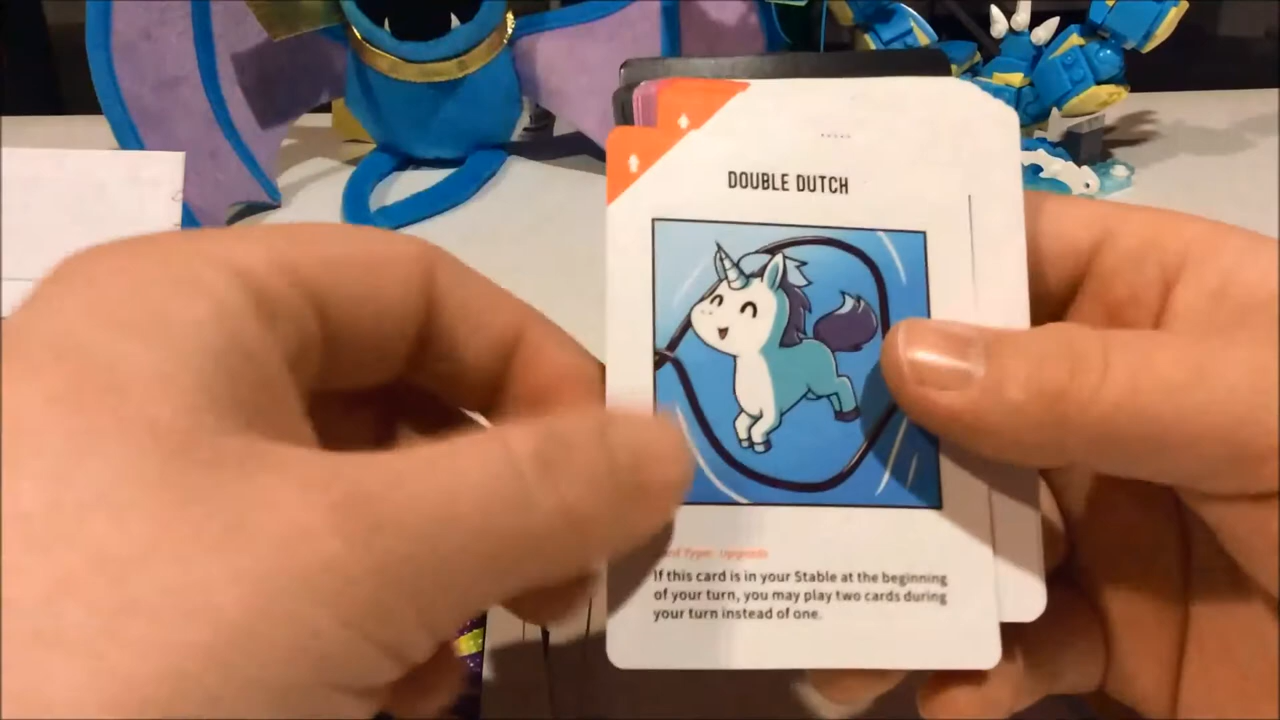 DOUBLE DUTCH
Type: Upgrade
If this card is in your Stable at the beginning
of your turn, you may play two cards during
your turn instead of one.